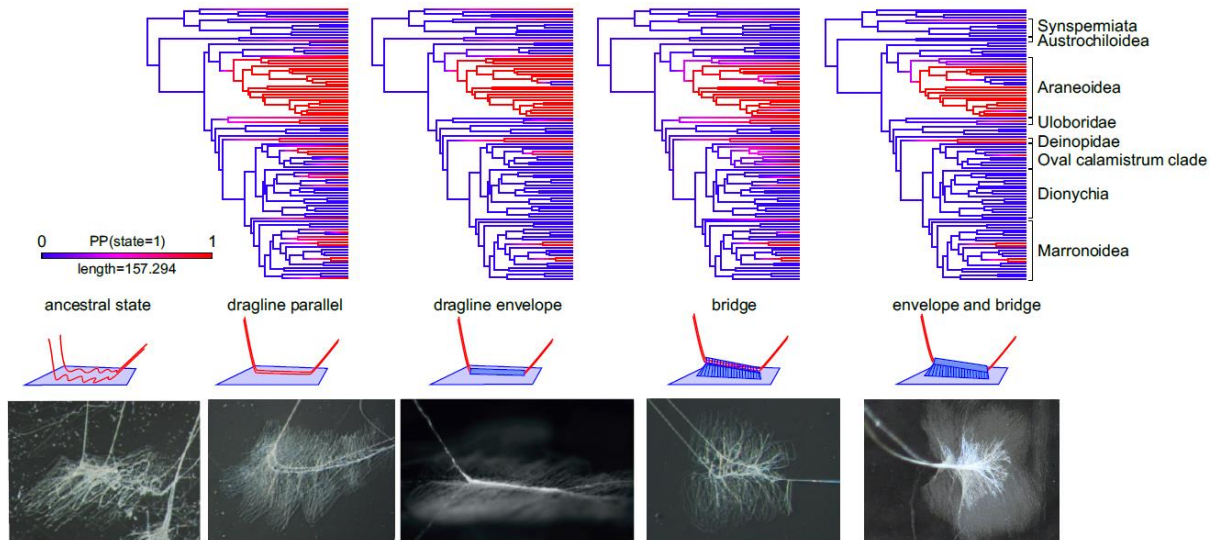 Synspermiata
Austrochiloidea
Araneoidea
Uloboridae
Deinopidae
Oval calamistrum clade
Dionychia
Marronoidea
0 PP(state=1) 1
length=157.294
ancestral state dragline parallel dragline envelope bridge envelope and bridge